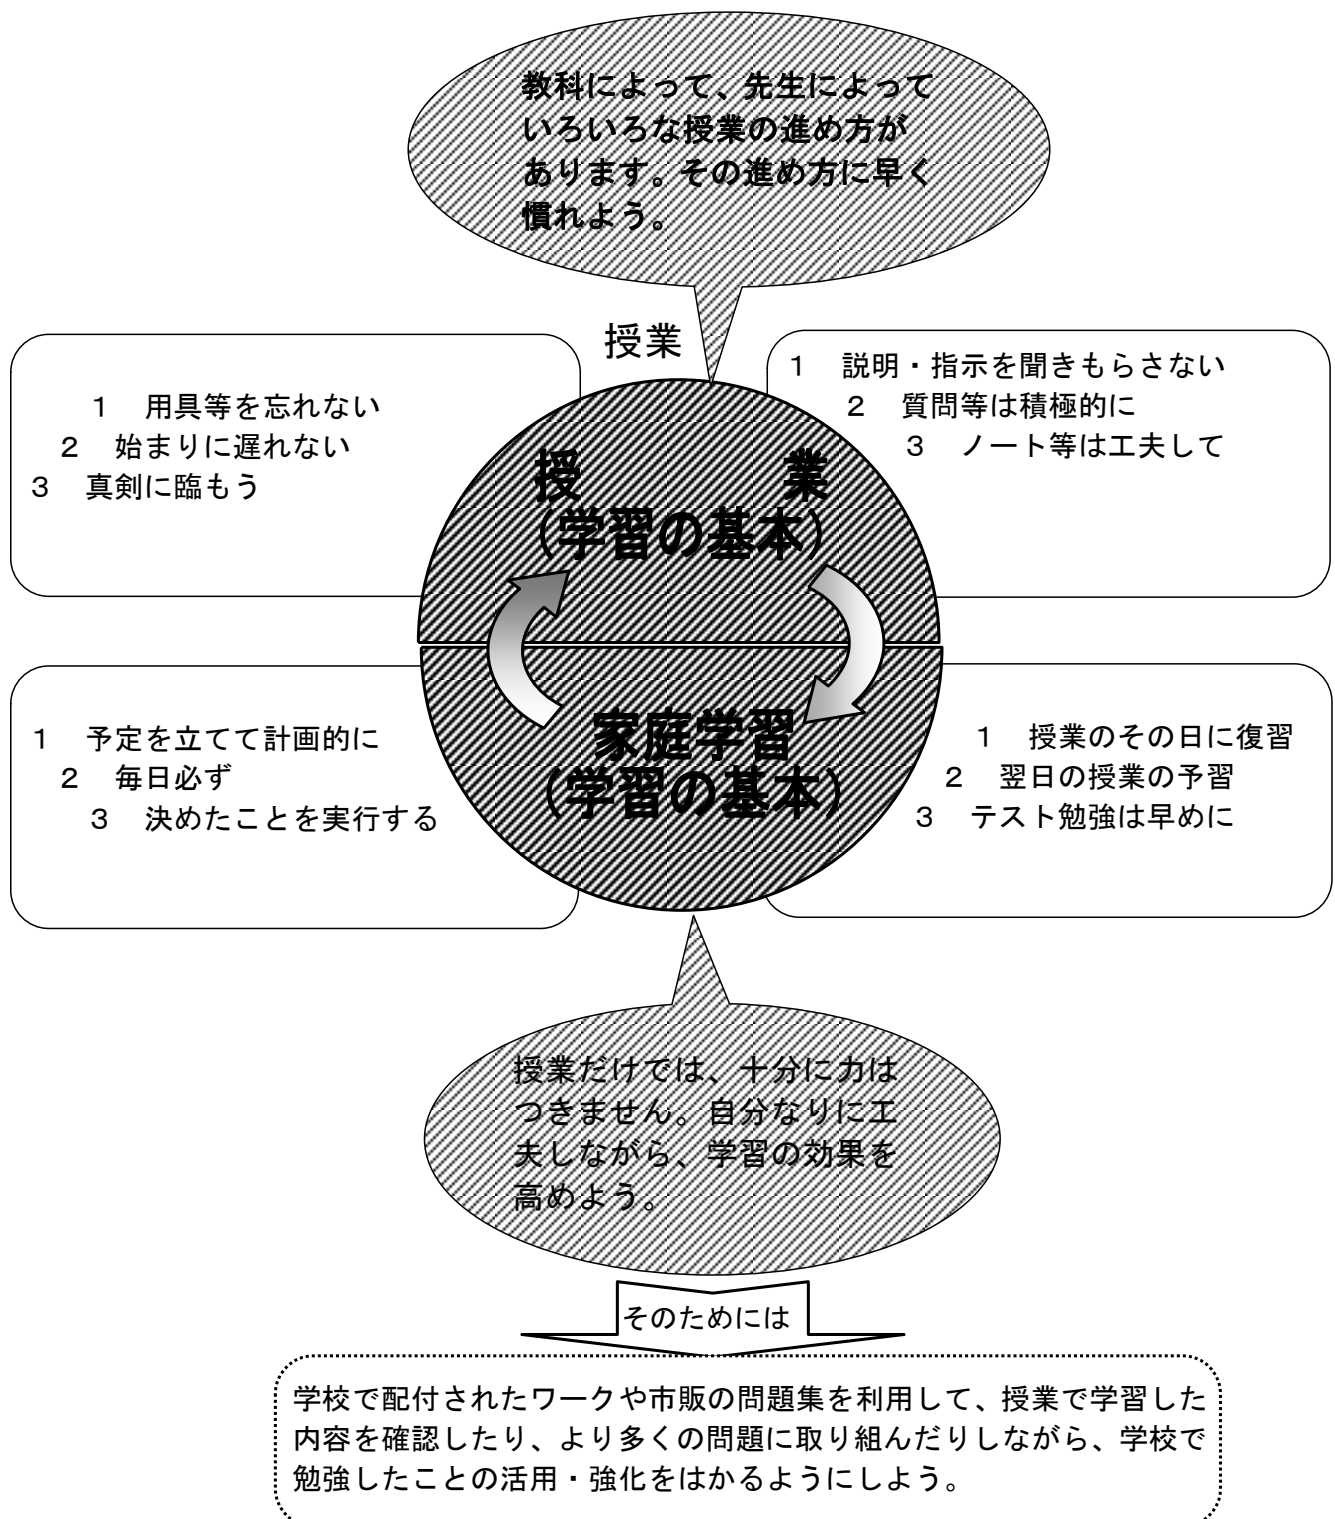 教科によって、先生によって
いろいろな授業の進め方が
あります。その進め方に早く
慣れよう。
授業
1　用具等を忘れない
2　始まりに遅れない
3　真剣に臨もう
1　説明・指示を聞きもらさない
2　質問等は積極的に
3　ノート等は工夫して
授　業
(学習の基本)
家庭学習
(学習の基本)
1　予定を立てて計画的に
2　毎日必ず
3　決めたことを実行する
1　授業のその日に復習
2　翌日の授業の予習
3　テスト勉強は早めに
授業だけでは、十分に力は
つきません。自分なりに工
夫しながら、学習の効果を
高めよう。
そのためには
学校で配付されたワークや市販の問題集を利用して、授業で学習した
内容を確認したり、より多くの問題に取り組んだりしながら、学校で
勉強したことの活用・強化をはかるようにしよう。